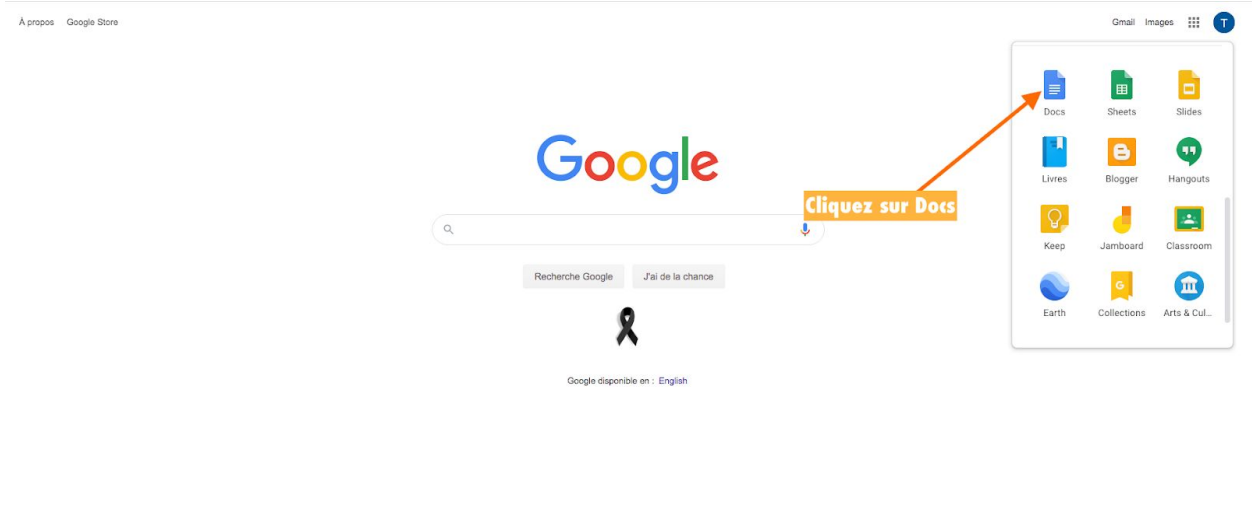 À propos Google Store
Gmail Images
T
Docs Sheets Slides
Livres Blogger Hangouts
Keep Jamboard Classroom
G
Earth Collections Arts & Cul...
Google
Cliquez sur Docs
Recherche Google J'ai de la chance
Google disponible en : English